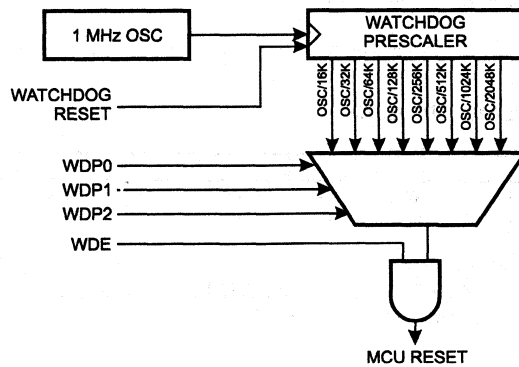 1 MHz OSC
WATCHDOG
PRESCALER
WATCHDOG
RESET
OSC/16K
OSC/32K
OSC/64K
OSC/128K
OSC/256K
OSC/512K
OSC/1024K
OSC/2048K
WDP0
WDP1
WDP2
WDE
MCU RESET